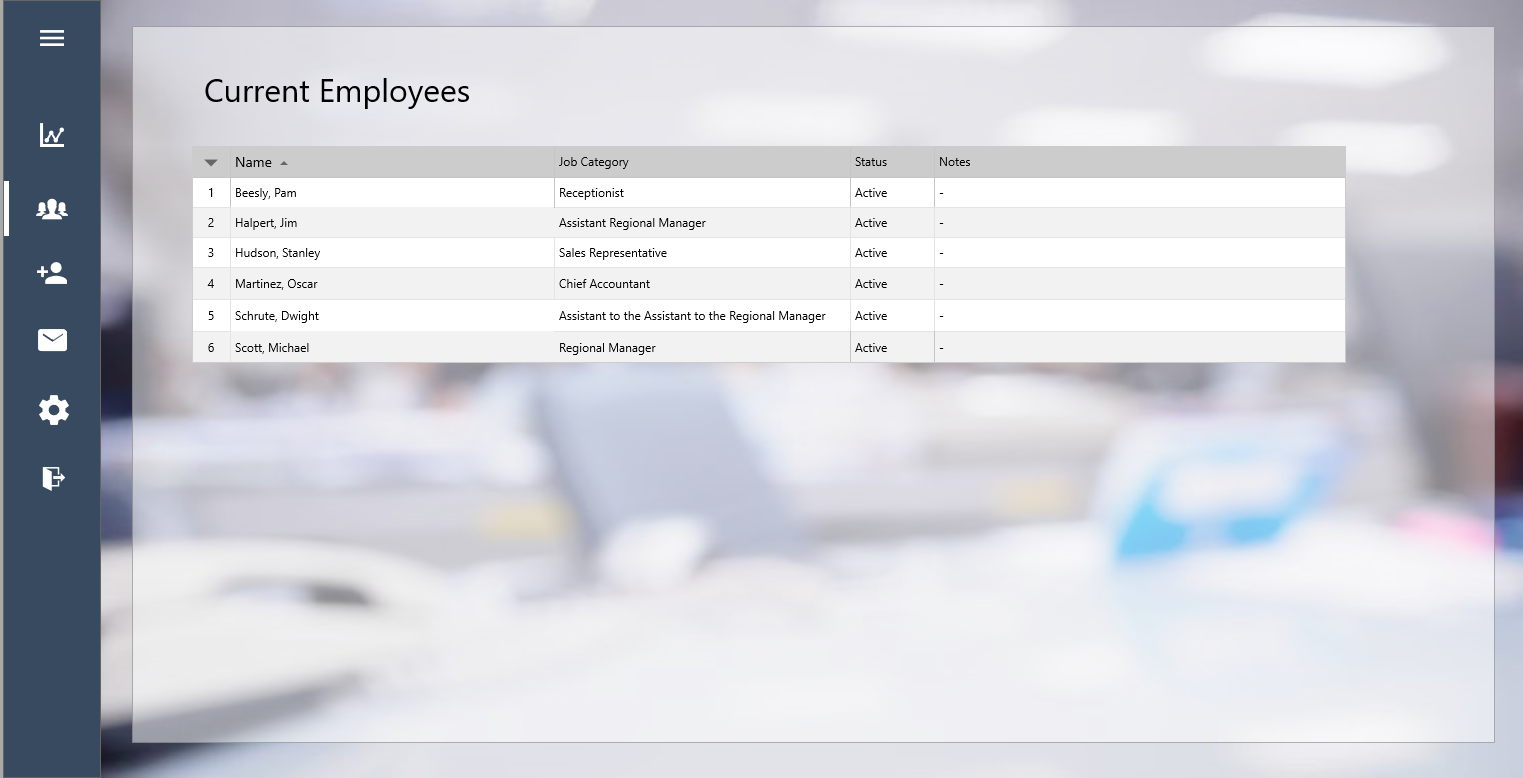 Current Employees
Name Job Category Status Notes
1 Beesly, Pam Receptionist Active -
2 Halpert, Jim Assistant Regional Manager Active -
3 Hudson, Stanley Sales Representative Active -
4 Martinez, Oscar Chief Accountant Active -
5 Schrute, Dwight Assistant to the Assistant to the Regional Manager Active -
6 Scott, Michael Regional Manager Active -